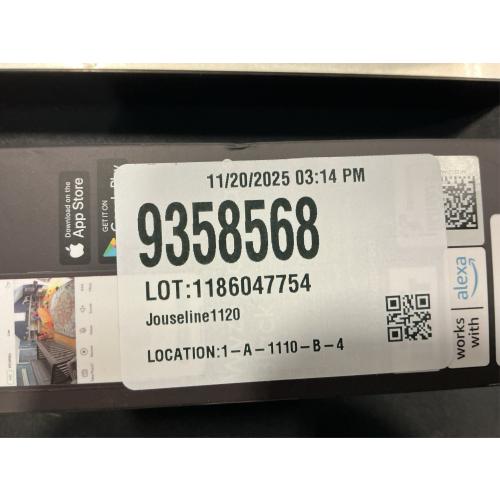 11/20/2025 03:14 PM
9358568
LOT:1186047754
Jouseline1120
LOCATION:1-A-1110-B-4
Download on the
App Store
GET IT ON
works with
alexa